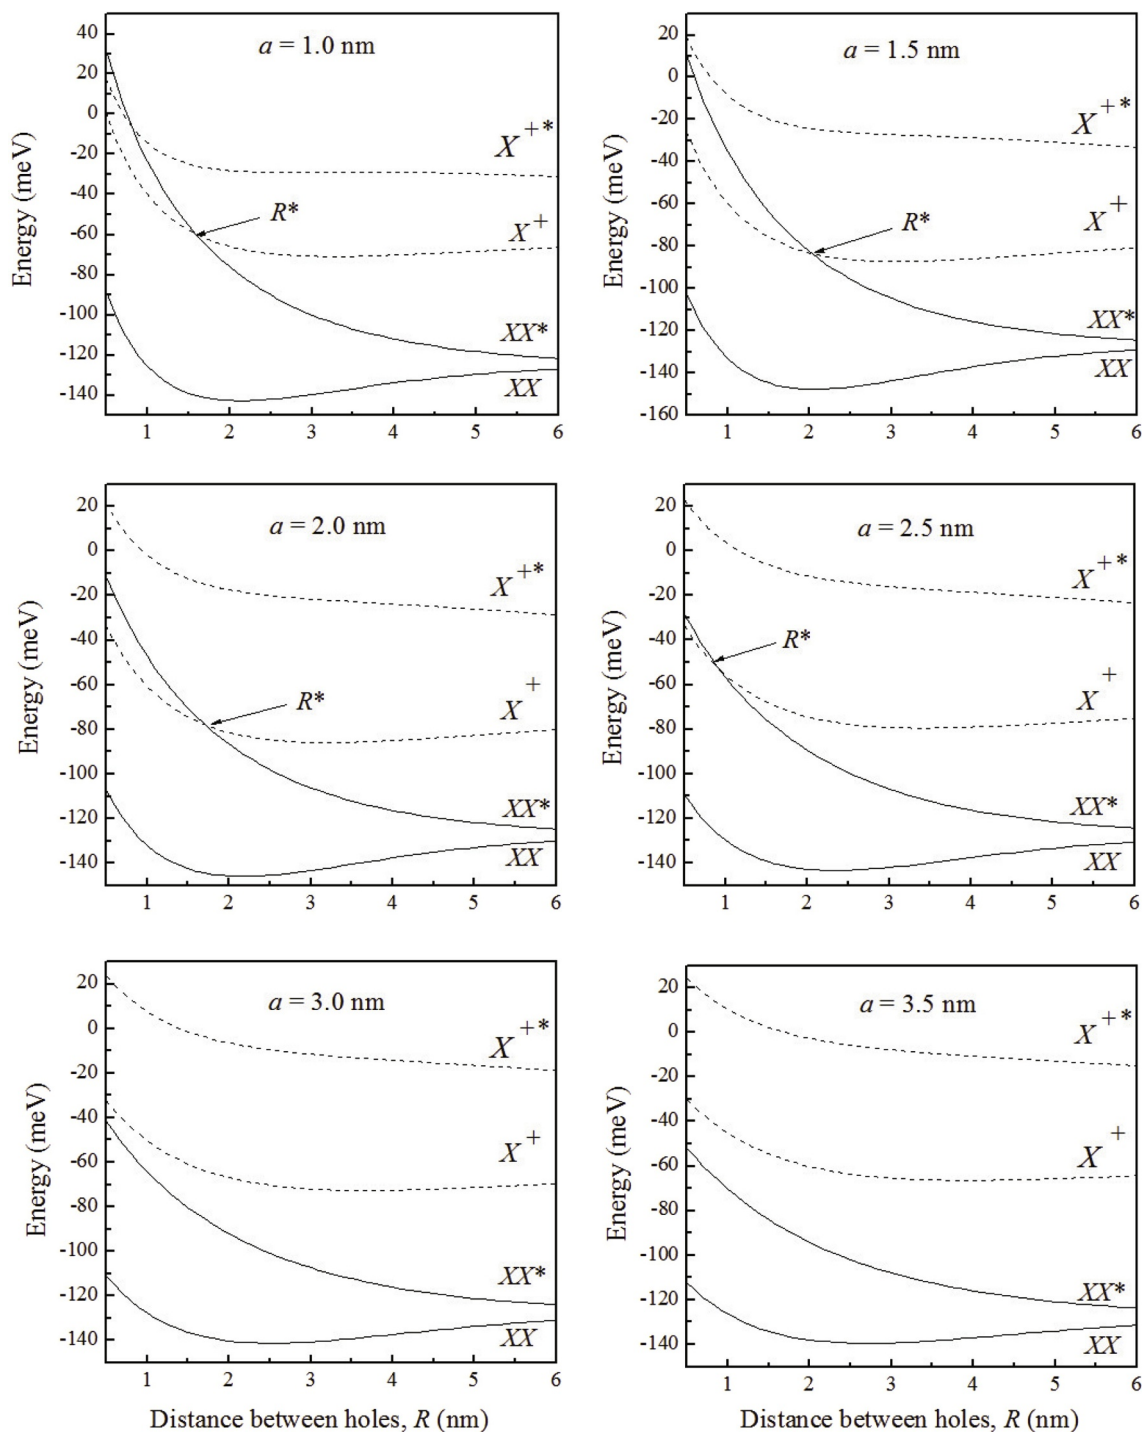 40
20
0
-20
-40
-60
-80
-100
-120
-140
Energy (meV)
a = 1.0 nm
X+*
R*
X+
XX*
XX
1 2 3 4 5 6
20
0
-20
-40
-60
-80
-100
-120
-140
-160
Energy (meV)
a = 1.5 nm
X+*
X+
R*
XX*
XX
1 2 3 4 5 6
20
0
-20
-40
-60
-80
-100
-120
-140
Energy (meV)
a = 2.0 nm
X+*
X+
R*
XX*
XX
1 2 3 4 5 6
20
0
-20
-40
-60
-80
-100
-120
-140
Energy (meV)
a = 2.5 nm
X+*
R*
X+
XX*
XX
1 2 3 4 5 6
20
0
-20
-40
-60
-80
-100
-120
-140
Energy (meV)
a = 3.0 nm
X+*
X+
XX*
XX
1 2 3 4 5 6
Distance between holes, R (nm)
20
0
-20
-40
-60
-80
-100
-120
-140
Energy (meV)
a = 3.5 nm
X+*
X+
XX*
XX
1 2 3 4 5 6
Distance between holes, R (nm)